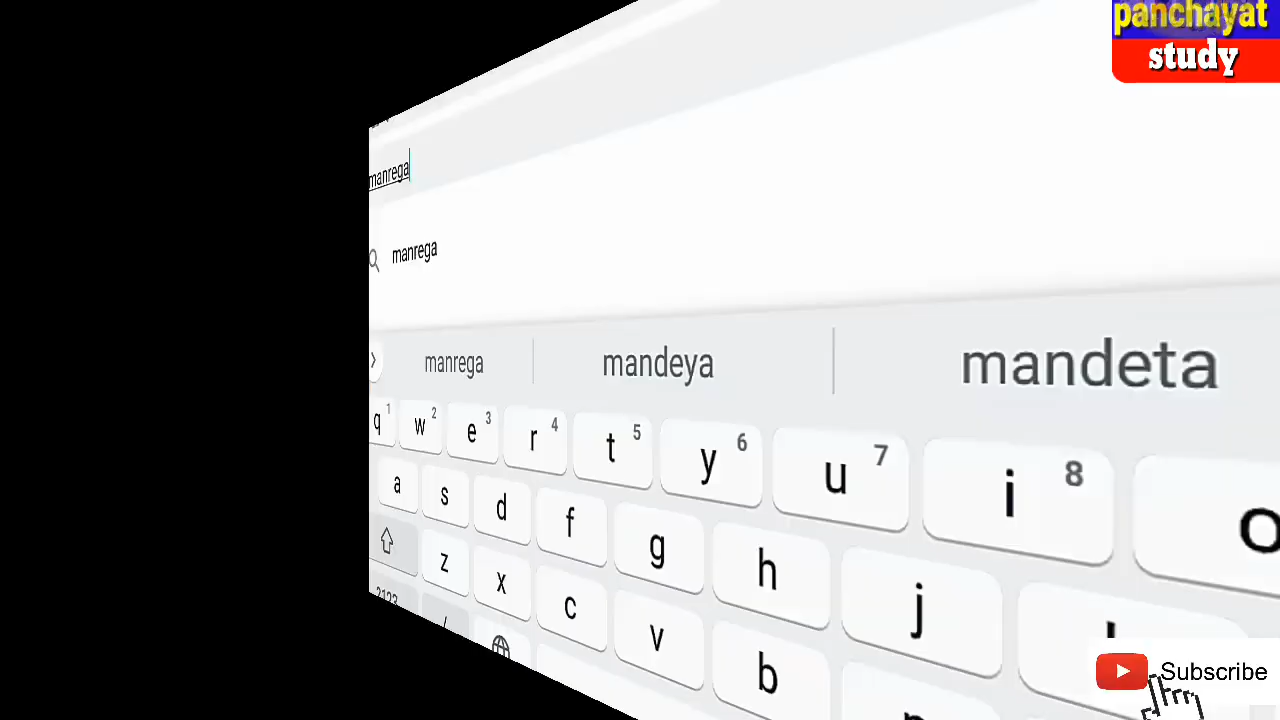 panchayat
study
manrega
manrega
manrega mandeya mandeta
q 1 w 2 e 3 r 4 t 5 y 6 u 7 i 8 o
a s d f g h j
z x c v b
Subscribe